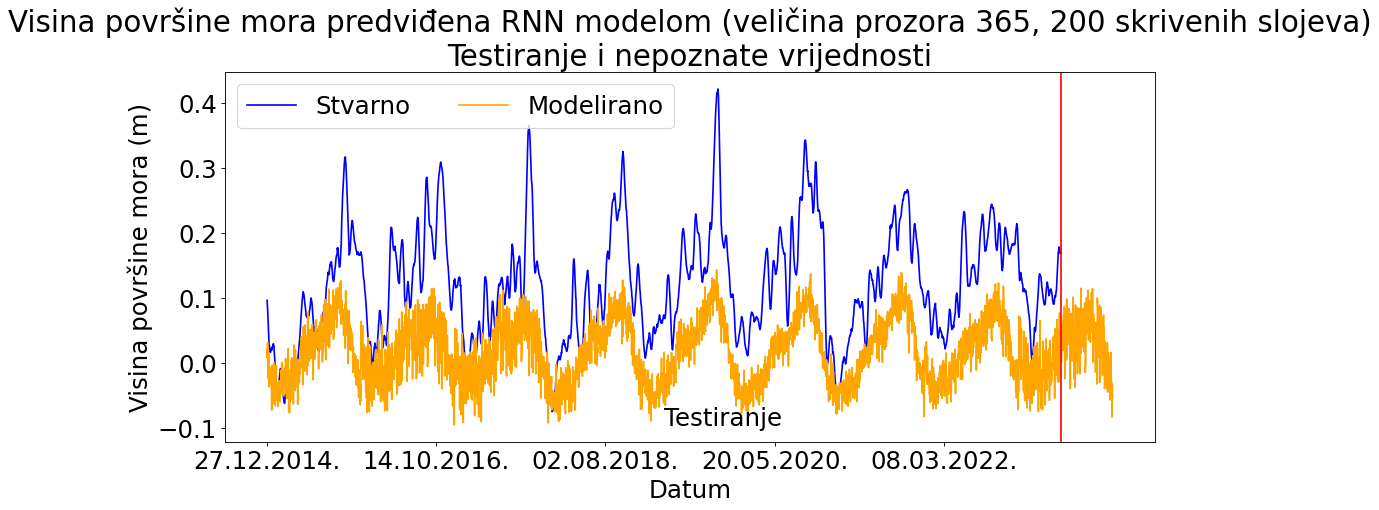 Visina površine mora predviđena RNN modelom (veličina prozora 365, 200 skrivenih slojeva)
Testiranje i nepoznate vrijednosti
Stvarno Modelirano
Visina površine mora (m)
0.4
0.3
0.2
0.1
0.0
−0.1
Testiranje
27.12.2014. 14.10.2016. 02.08.2018. 20.05.2020. 08.03.2022.
Datum